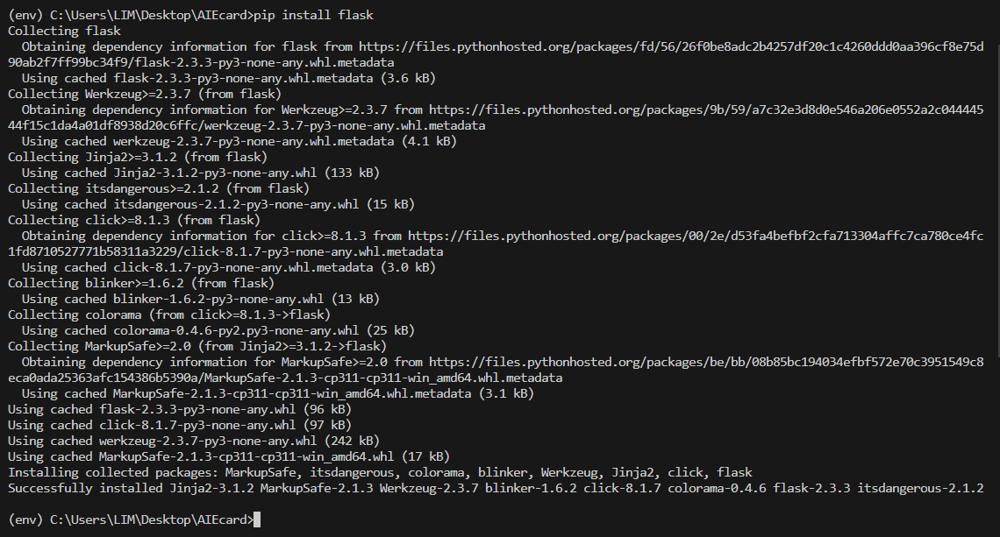 (env) C:\Users\LIM\Desktop\AIEcard>pip install flask
Collecting flask
  Obtaining dependency information for flask from https://files.pythonhosted.org/packages/fd/56/26f0be8adc2b4257df20c1c4260ddd0aa396cf8e75d
90ab2f7ff99bc34f9/flask-2.3.3-py3-none-any.whl.metadata
  Using cached flask-2.3.3-py3-none-any.whl.metadata (3.6 kB)
Collecting Werkzeug>=2.3.7 (from flask)
  Obtaining dependency information for Werkzeug>=2.3.7 from https://files.pythonhosted.org/packages/9b/59/a7c32e3d8d0e546a206e0552a2c044445
44f15c1da4a01df8938d20c6ffc/werkzeug-2.3.7-py3-none-any.whl.metadata
  Using cached werkzeug-2.3.7-py3-none-any.whl.metadata (4.1 kB)
Collecting Jinja2>=3.1.2 (from flask)
  Using cached Jinja2-3.1.2-py3-none-any.whl (133 kB)
Collecting itsdangerous>=2.1.2 (from flask)
  Using cached itsdangerous-2.1.2-py3-none-any.whl (15 kB)
Collecting click>=8.1.3 (from flask)
  Obtaining dependency information for click>=8.1.3 from https://files.pythonhosted.org/packages/00/2e/d53fa4befbf2cfa713304affc7ca780ce4fc
1fd8710527771b58311a3229/click-8.1.7-py3-none-any.whl.metadata
  Using cached click-8.1.7-py3-none-any.whl.metadata (3.0 kB)
Collecting blinker>=1.6.2 (from flask)
  Using cached blinker-1.6.2-py3-none-any.whl (13 kB)
Collecting colorama (from click>=8.1.3->flask)
  Using cached colorama-0.4.6-py2.py3-none-any.whl (25 kB)
Collecting MarkupSafe>=2.0 (from Jinja2>=3.1.2->flask)
  Obtaining dependency information for MarkupSafe>=2.0 from https://files.pythonhosted.org/packages/be/bb/08b85bc194034efbf572e70c3951549c8
eca0ada25363afc154386b5390a/MarkupSafe-2.1.3-cp311-cp311-win_amd64.whl.metadata
  Using cached MarkupSafe-2.1.3-cp311-cp311-win_amd64.whl.metadata (3.1 kB)
Using cached flask-2.3.3-py3-none-any.whl (96 kB)
Using cached click-8.1.7-py3-none-any.whl (97 kB)
Using cached werkzeug-2.3.7-py3-none-any.whl (242 kB)
Using cached MarkupSafe-2.1.3-cp311-cp311-win_amd64.whl (17 kB)
Installing collected packages: MarkupSafe, itsdangerous, colorama, blinker, Werkzeug, Jinja2, click, flask
Successfully installed Jinja2-3.1.2 MarkupSafe-2.1.3 Werkzeug-2.3.7 blinker-1.6.2 click-8.1.7 colorama-0.4.6 flask-2.3.3 itsdangerous-2.1.2
(env) C:\Users\LIM\Desktop\AIEcard>